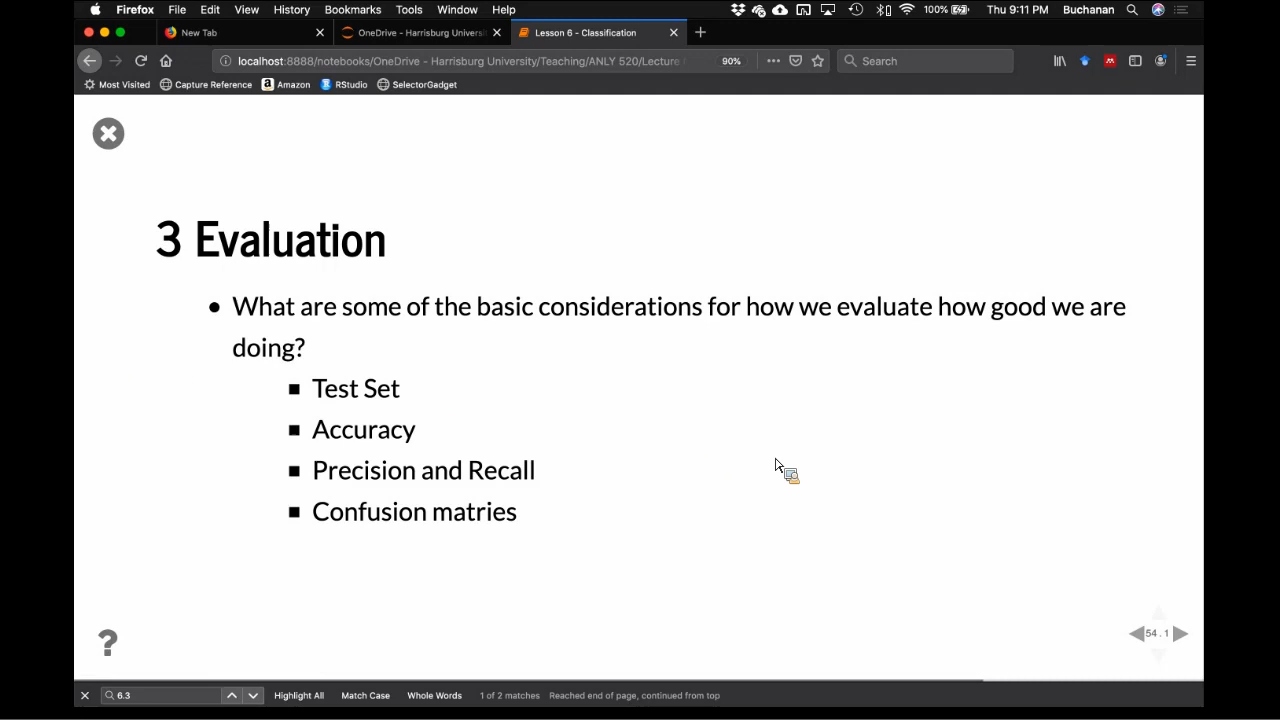 Firefox File Edit View History Bookmarks Tools Window Help 100% Thu 9:11 PM Buchanan
New Tab OneDrive - Harrisburg Universi Lesson 6 - Classification
localhost:8888/notebooks/OneDrive - Harrisburg University/Teaching/ANLY 520/Lecture 90% Search
Most Visited Capture Reference Amazon RStudio SelectorGadget
3 Evaluation
• What are some of the basic considerations for how we evaluate how good we are
doing?
▪ Test Set
▪ Accuracy
▪ Precision and Recall
▪ Confusion matries
?
54.1
6.3 Highlight All Match Case Whole Words 1 of 2 matches Reached end of page, continued from top